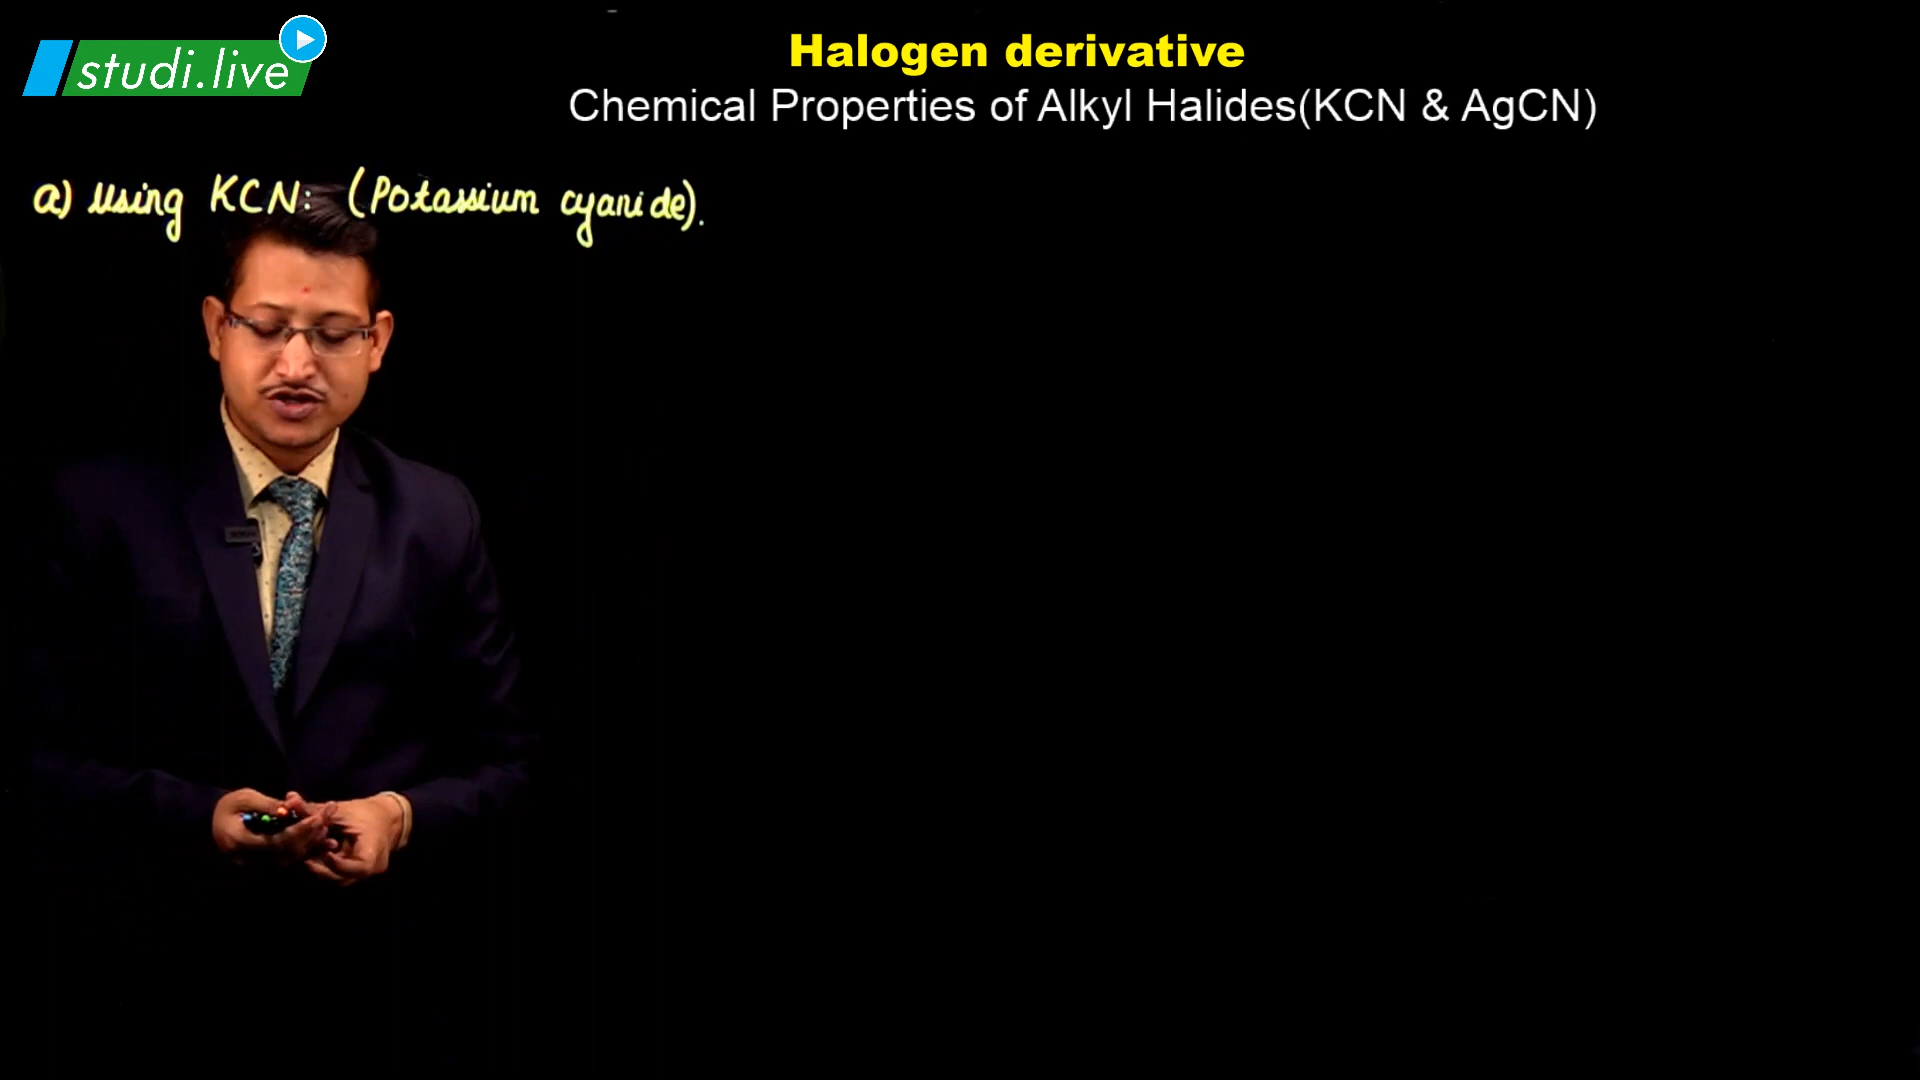 studi.live
Halogen derivative
Chemical Properties of Alkyl Halides(KCN & AgCN)
a) Using KCN: (Potassium cyanide).